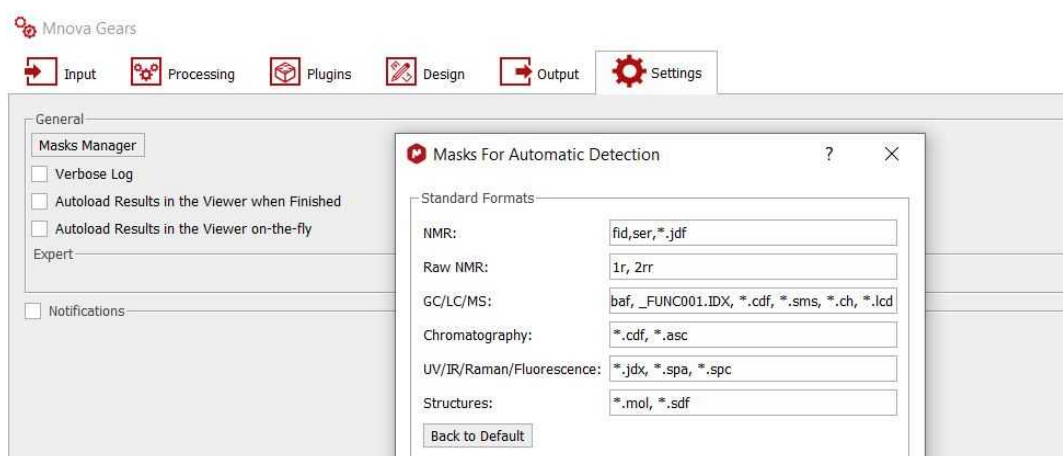 Mnova Gears
Input Processing Plugins Design Output Settings
General
Masks Manager
Verbose Log
Autoload Results in the Viewer when Finished
Autoload Results in the Viewer on-the-fly
Expert
Notifications
Masks For Automatic Detection ? ×
Standard Formats
NMR: fid,ser,*.jdf
Raw NMR: 1r, 2rr
GC/LC/MS: baf, _FUNC001.IDX, *.cdf, *.sms, *.ch, *.lcd
Chromatography: *.cdf, *.asc
UV/IR/Raman/Fluorescence: *.jdx, *.spa, *.spc
Structures: *.mol, *.sdf
Back to Default